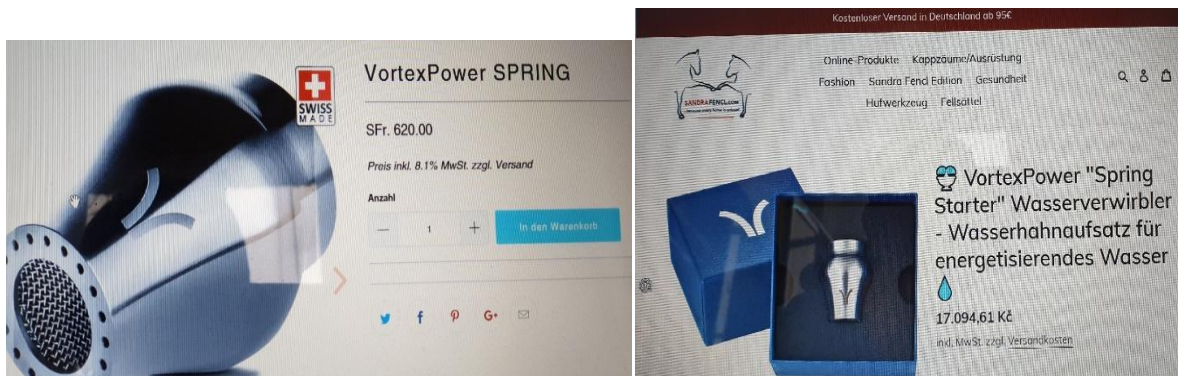 SWISS
MADE
VortexPower SPRING
SFr. 620.00
Preis inkl. 8.1% MwSt. zzgl. Versand
Anzahl
— 1 + In den Warenkorb
Kostenloser Versand in Deutschland ab 95€
Online-Produkte Kappzäume/Ausrüstung
Fashion Sandra Fencl Edition Gesundheit
Hufwerkzeug Fellsättel
SANDRAFENCL.COM
VortexPower "Spring
Starter" Wasserverwirbler
- Wasserhahnaufsatz für
energetisierendes Wasser
17.094,61 Kč
inkl. MwSt. zzgl. Versandkosten